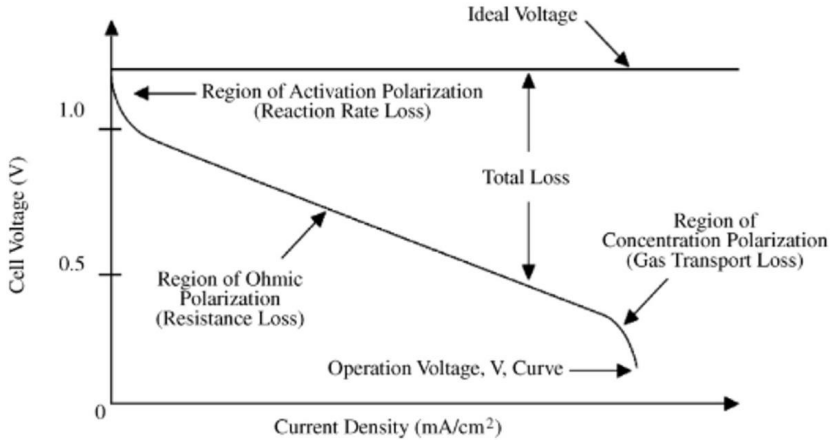 Ideal Voltage
Region of Activation Polarization
(Reaction Rate Loss)
1.0
Total Loss
Cell Voltage (V)
Region of
Concentration Polarization
(Gas Transport Loss)
0.5
Region of Ohmic
Polarization
(Resistance Loss)
Operation Voltage, V, Curve
0
Current Density (mA/cm²)